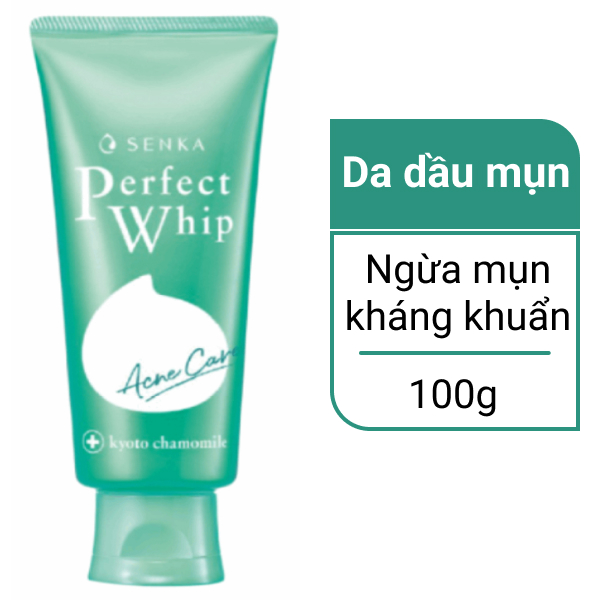 SENKA
Perfect
Whip
Acne Care
kyoto chamomile
Da dầu mụn
Ngừa mụn
kháng khuẩn
100g